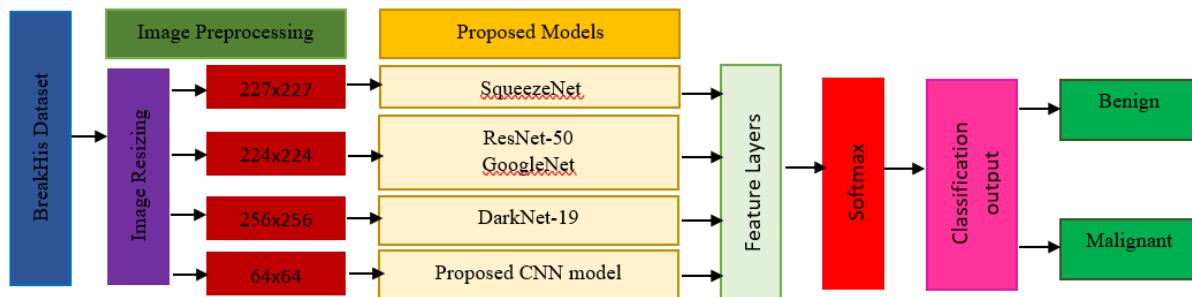 BreakHis Dataset
Image Preprocessing
Image Resizing
227x227
224x224
256x256
64x64
Proposed Models
SqueezeNet
ResNet-50
GoogleNet
DarkNet-19
Proposed CNN model
Feature Layers
Softmax
Classification
output
Benign
Malignant